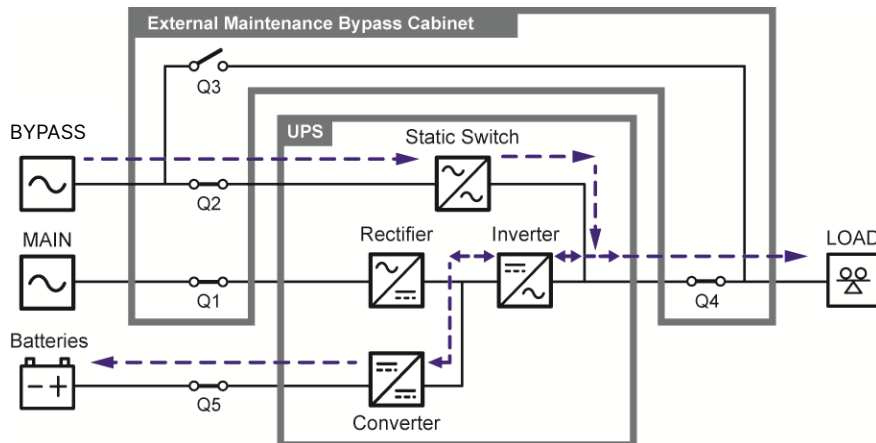 External Maintenance Bypass Cabinet
Q3
UPS
BYPASS
Static Switch
Q2
MAIN
Rectifier
Inverter
LOAD
Q1
Q4
Batteries
Q5
Converter